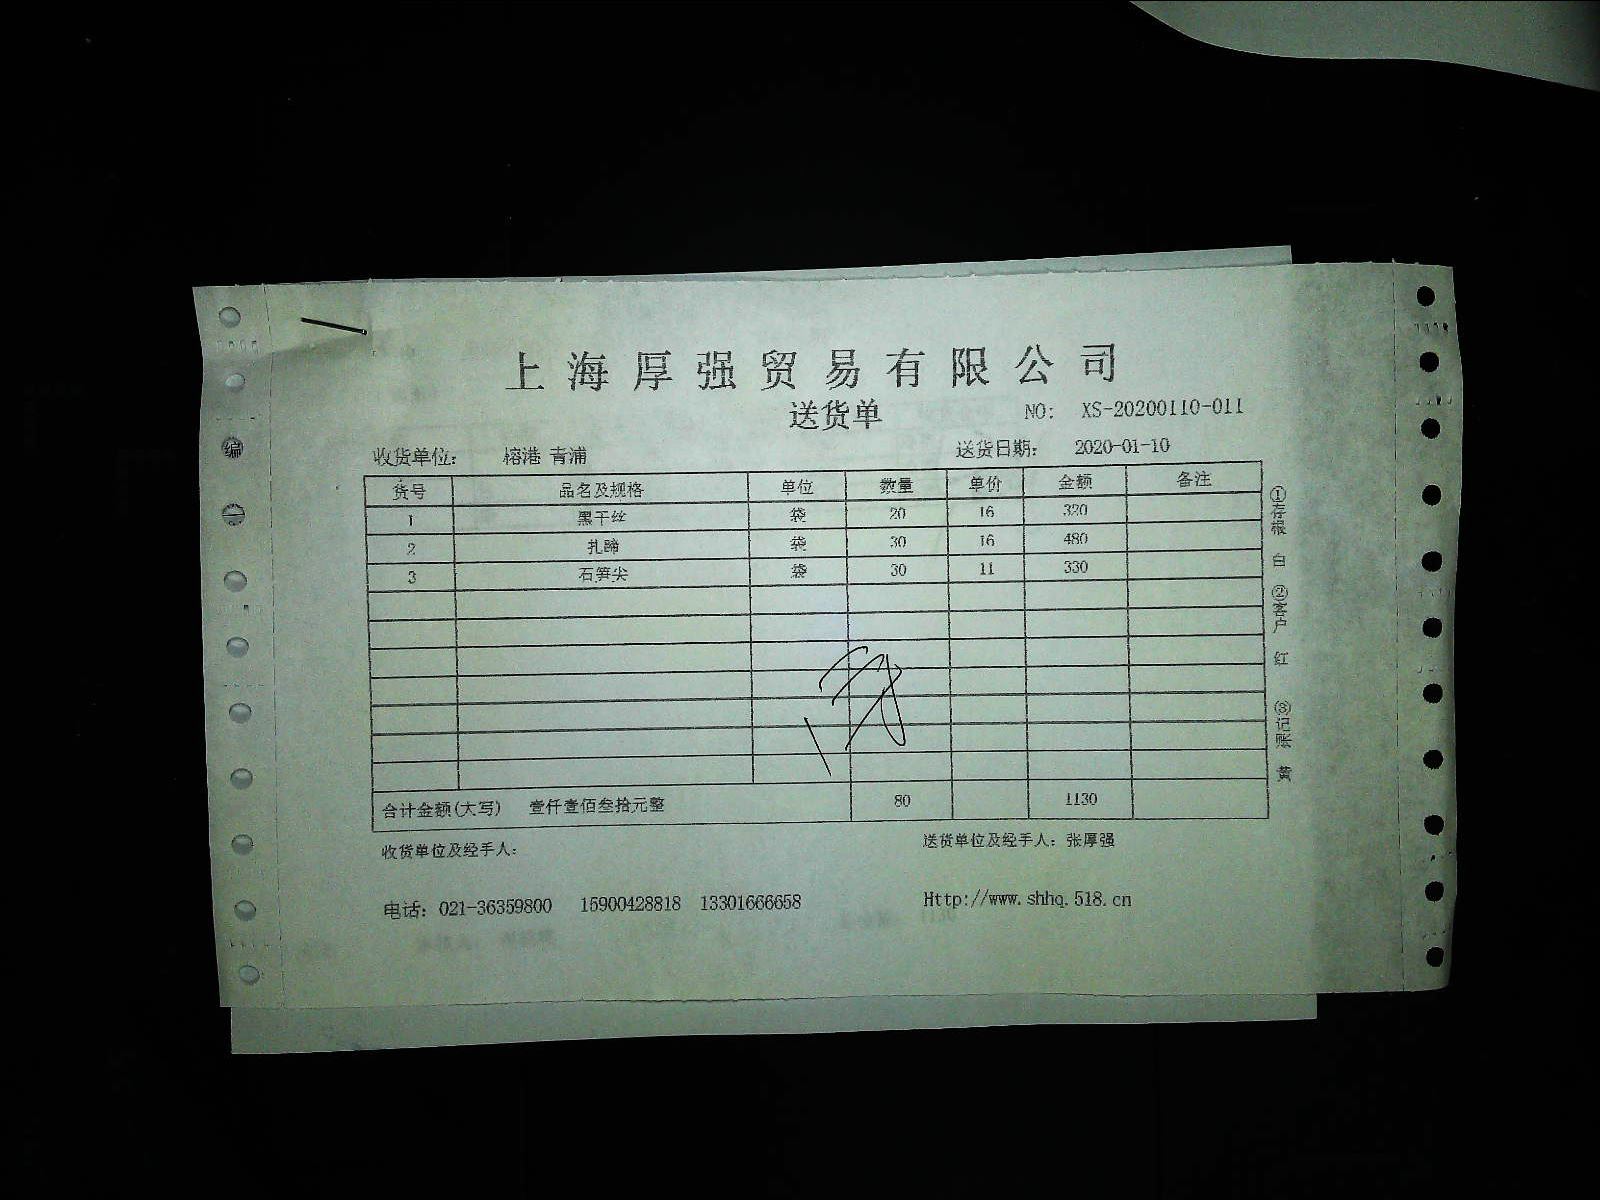 上海厚强贸易有限公司
送货单 NO: XS-20200110-011
收货单位: 榕港 青浦 送货日期: 2020-01-10
货号 品名及规格 单位 数量 单价 金额 备注
1 黑干丝 袋 20 16 320
2 扎蹄 袋 30 16 480
3 石笋尖 袋 30 11 330
合计金额(大写) 壹仟壹佰叁拾元整 80 1130
收货单位及经手人: 送货单位及经手人: 张厚强
电话: 021-36359800 15900428818 13301666658 Http://www.shhq.518.cn
①存根 白 ②客户 红 ③记账 黄
编